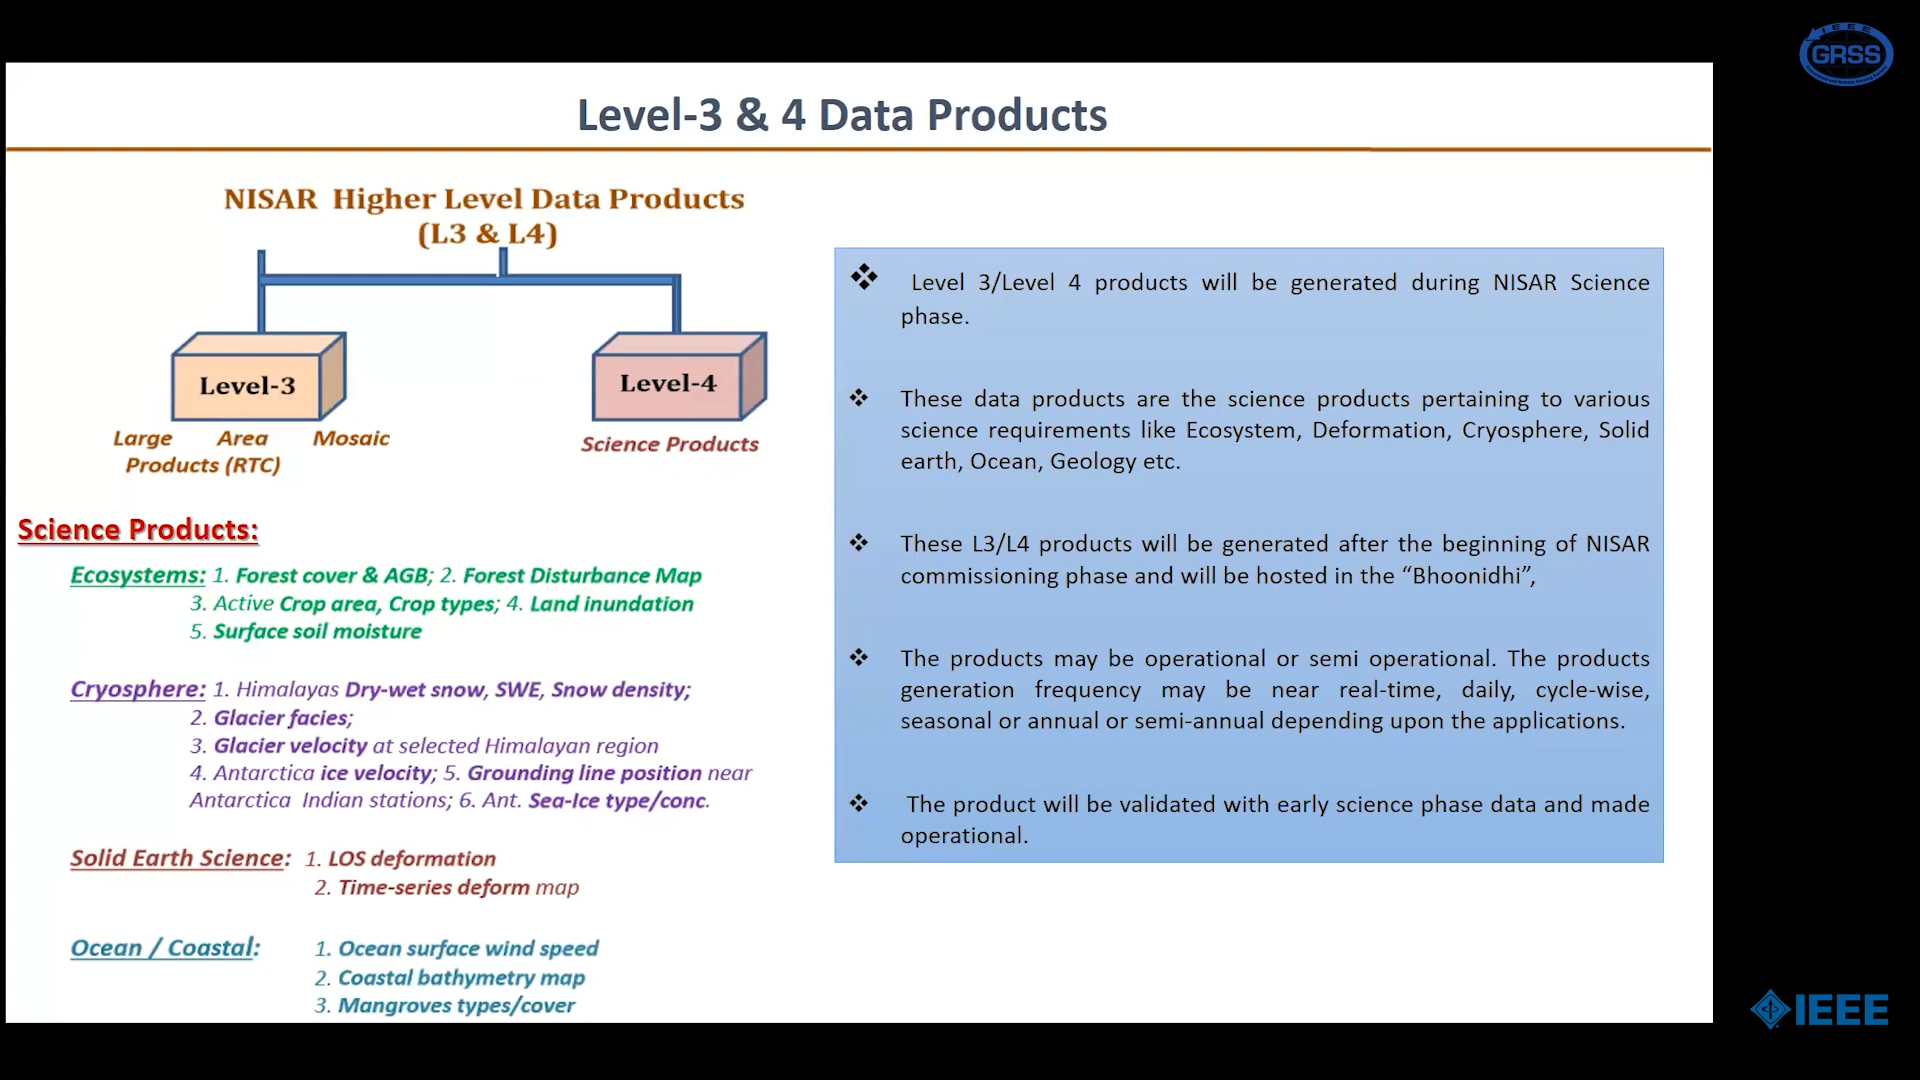 IEEE
GRSS
Level-3 & 4 Data Products
NISAR Higher Level Data Products
(L3 & L4)
Level-3
Level-4
Large Area Mosaic
Products (RTC)
Science Products
Science Products:
Ecosystems: 1. Forest cover & AGB; 2. Forest Disturbance Map
3. Active Crop area, Crop types; 4. Land inundation
5. Surface soil moisture
Cryosphere: 1. Himalayas Dry-wet snow, SWE, Snow density;
2. Glacier facies;
3. Glacier velocity at selected Himalayan region
4. Antarctica ice velocity; 5. Grounding line position near
Antarctica Indian stations; 6. Ant. Sea-Ice type/conc.
Solid Earth Science: 1. LOS deformation
2. Time-series deform map
Ocean / Coastal: 1. Ocean surface wind speed
2. Coastal bathymetry map
3. Mangroves types/cover
❖ Level 3/Level 4 products will be generated during NISAR Science
phase.
❖ These data products are the science products pertaining to various
science requirements like Ecosystem, Deformation, Cryosphere, Solid
earth, Ocean, Geology etc.
❖ These L3/L4 products will be generated after the beginning of NISAR
commissioning phase and will be hosted in the “Bhoonidhi”,
❖ The products may be operational or semi operational. The products
generation frequency may be near real-time, daily, cycle-wise,
seasonal or annual or semi-annual depending upon the applications.
❖ The product will be validated with early science phase data and made
operational.
IEEE